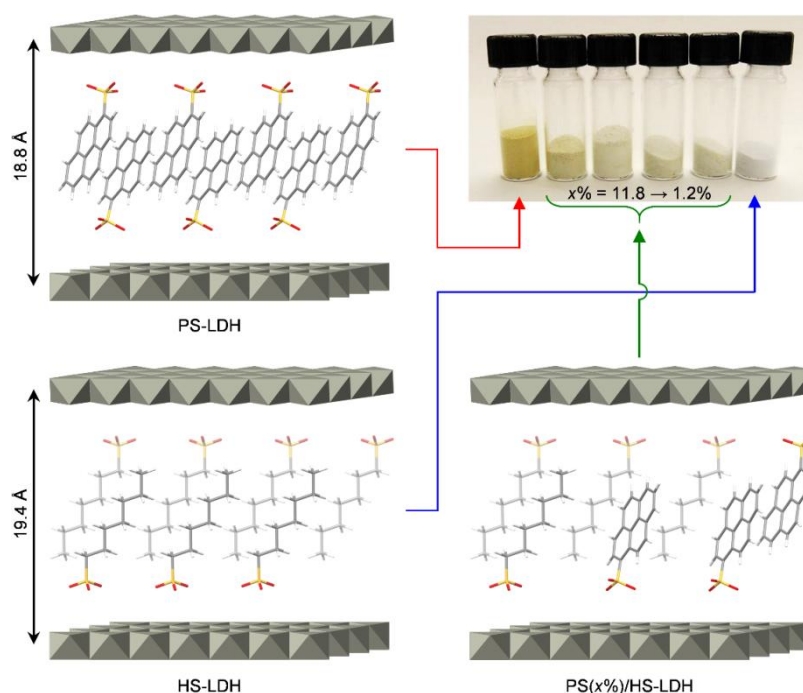 18.8 Å
x% = 11.8 → 1.2%
PS-LDH
19.4 Å
HS-LDH
PS(x%)/HS-LDH